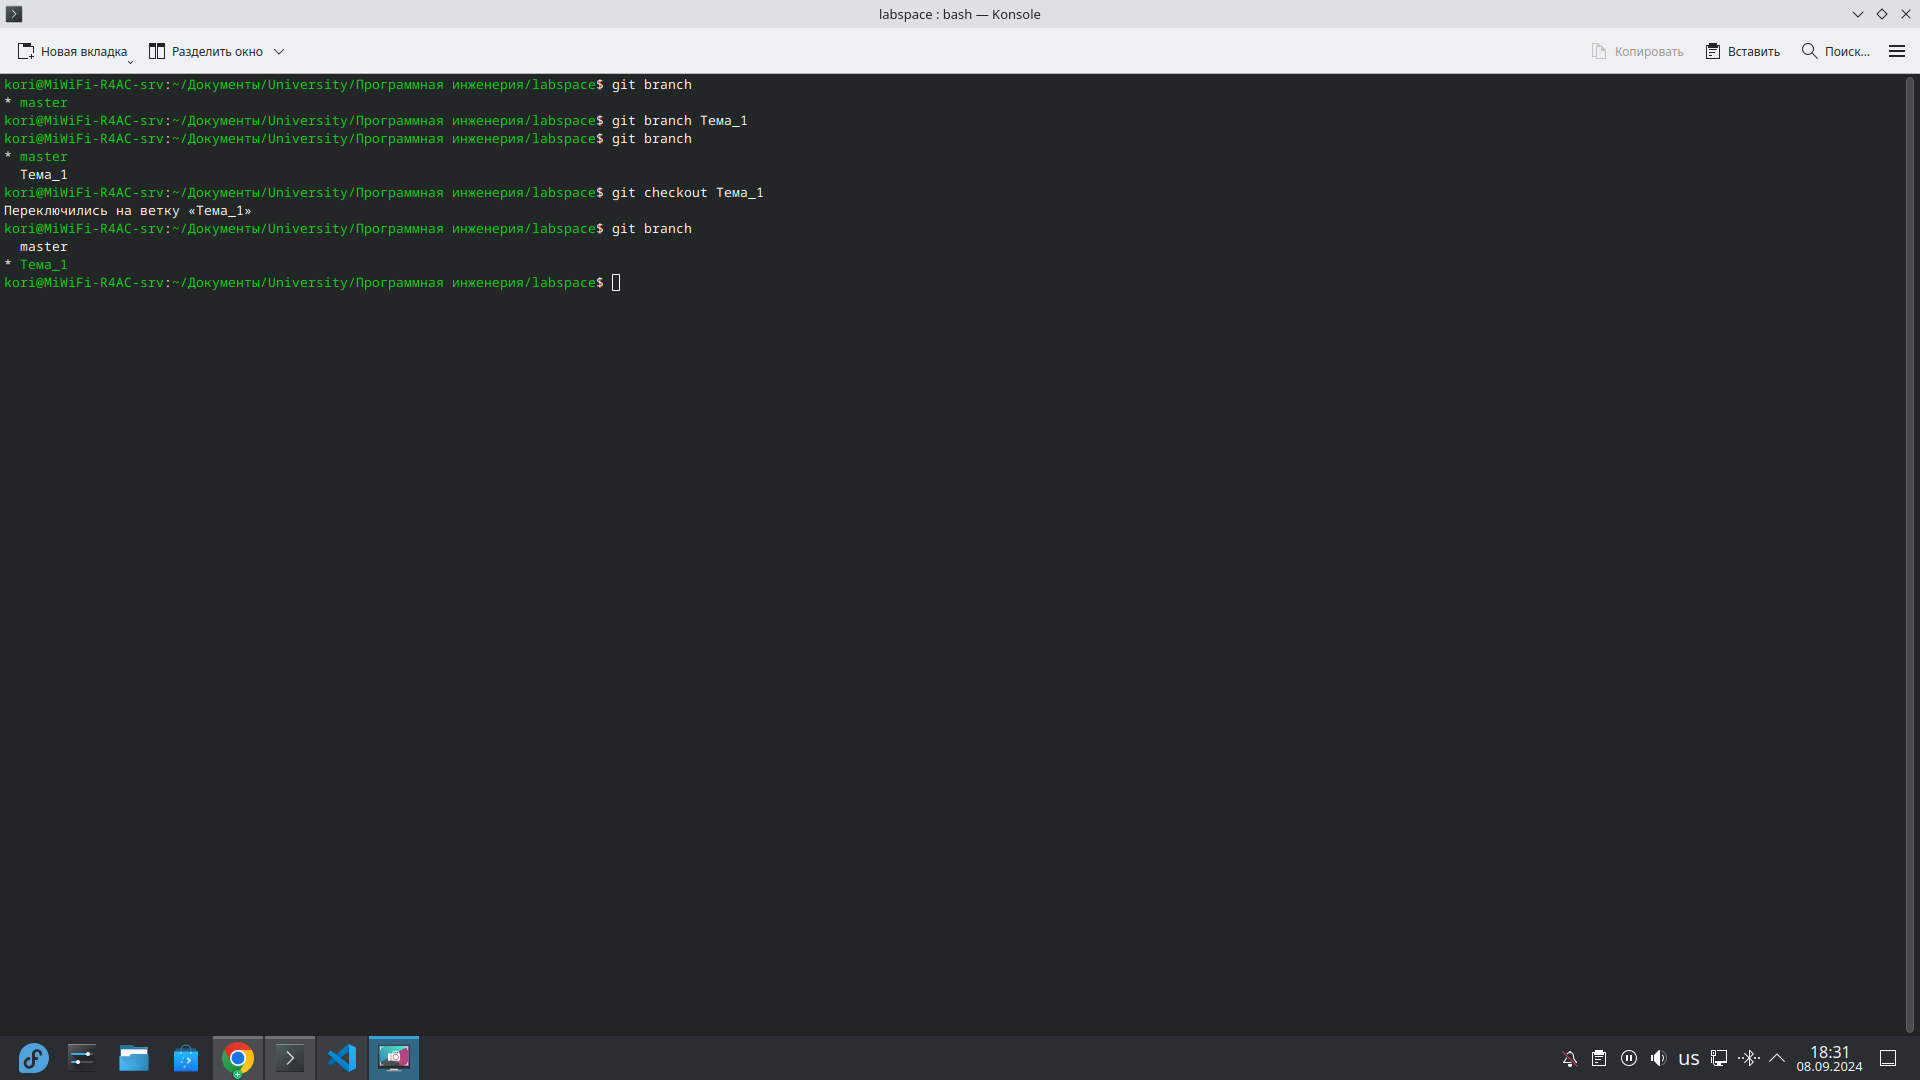 labspace : bash — Konsole
Новая вкладка Разделить окно Копировать Вставить Поиск...
kori@MiWiFi-R4AC-srv:~/Документы/University/Программная инженерия/labspace$ git branch
* master
kori@MiWiFi-R4AC-srv:~/Документы/University/Программная инженерия/labspace$ git branch Тема_1
kori@MiWiFi-R4AC-srv:~/Документы/University/Программная инженерия/labspace$ git branch
* master
  Тема_1
kori@MiWiFi-R4AC-srv:~/Документы/University/Программная инженерия/labspace$ git checkout Тема_1
Переключились на ветку «Тема_1»
kori@MiWiFi-R4AC-srv:~/Документы/University/Программная инженерия/labspace$ git branch
  master
* Тема_1
kori@MiWiFi-R4AC-srv:~/Документы/University/Программная инженерия/labspace$
us 18:31
08.09.2024